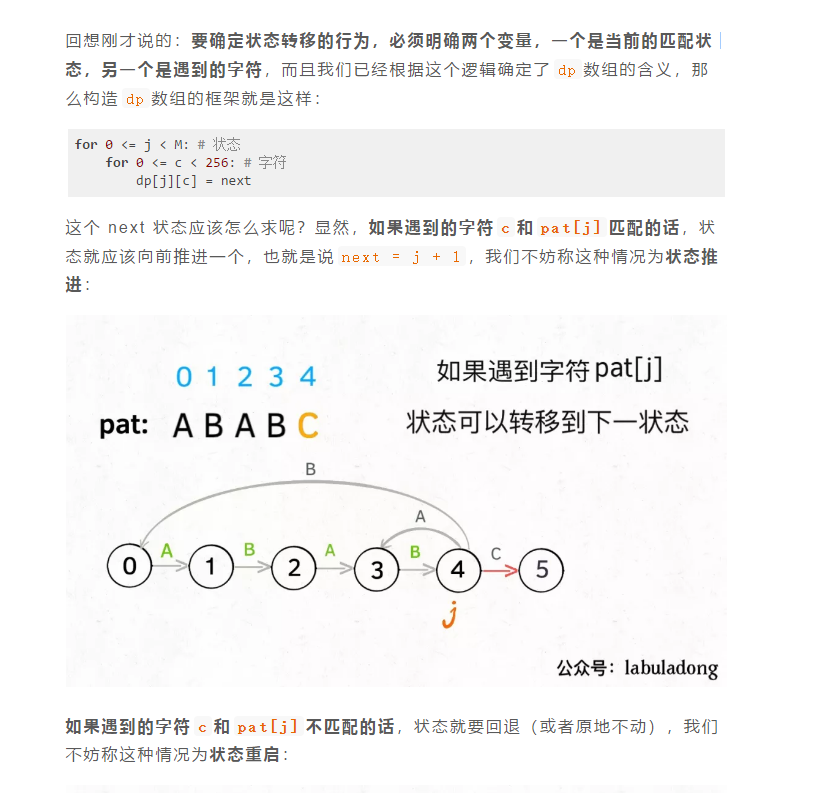 回想刚才说的：要确定状态转移的行为，必须明确两个变量，一个是当前的匹配状
态，另一个是遇到的字符，而且我们已经根据这个逻辑确定了 dp 数组的含义，那
么构造 dp 数组的框架就是这样：
for 0 <= j < M: # 状态
    for 0 <= c < 256: # 字符
        dp[j][c] = next
这个 next 状态应该怎么求呢？显然，如果遇到的字符 c 和 pat[j] 匹配的话，状
态就应该向前推进一个，也就是说 next = j + 1，我们不妨称这种情况为状态推
进：
0 1 2 3 4
如果遇到字符pat[j]
pat: A B A B C
状态可以转移到下一状态
B
A
A B A B C
0 1 2 3 4 5
j
公众号：labuladong
如果遇到的字符 c 和 pat[j] 不匹配的话，状态就要回退（或者原地不动），我们
不妨称这种情况为状态重启：